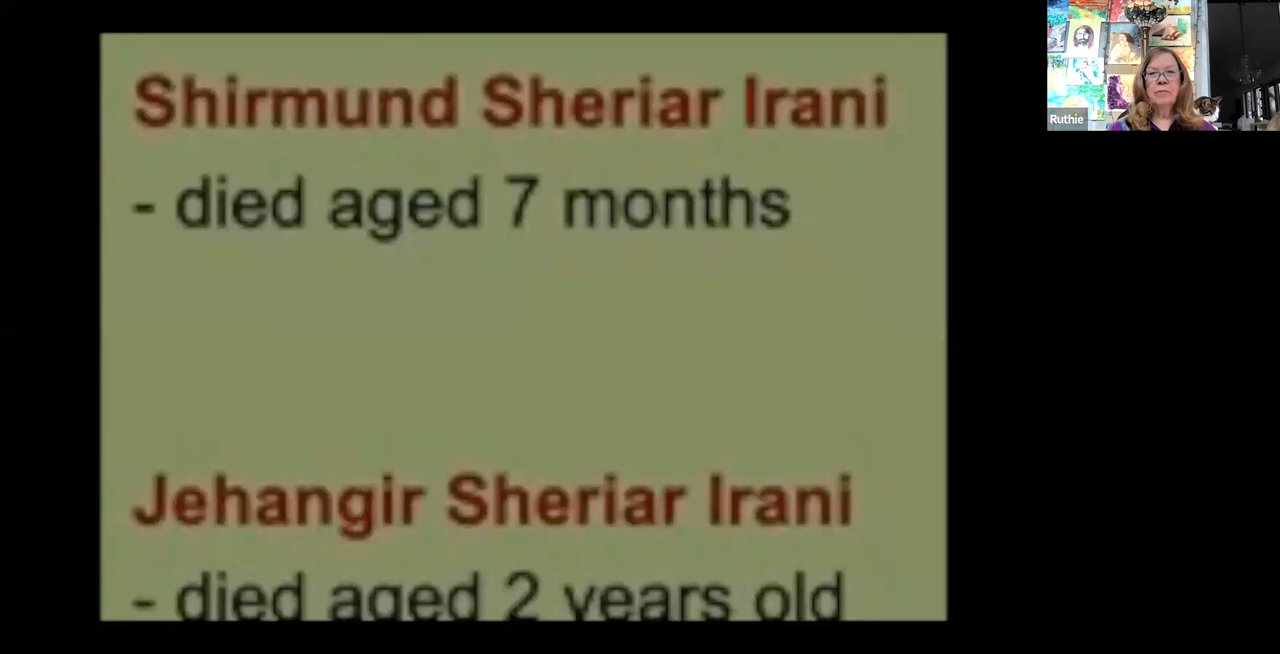 Shirmund Sheriar Irani
- died aged 7 months
Jehangir Sheriar Irani
- died aged 2 years old
Ruthie